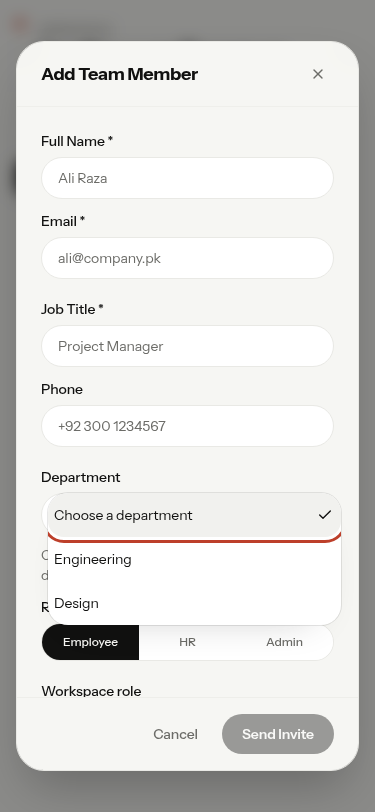 Add Team Member
Full Name *
Ali Raza
Email *
ali@company.pk
Job Title *
Project Manager
Phone
+92 300 1234567
Department
Choose a department
Engineering
Design
Employee HR Admin
Workspace role
Cancel Send Invite